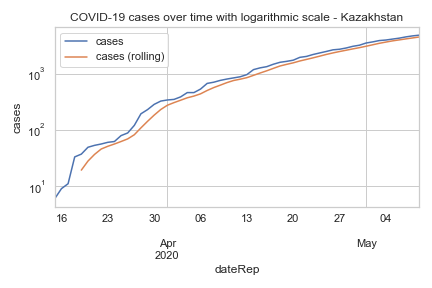 COVID-19 cases over time with logarithmic scale - Kazakhstan
cases
cases (rolling)
10³
10²
10¹
cases
16 23 30 06 13 20 27 04
Apr May
2020
dateRep